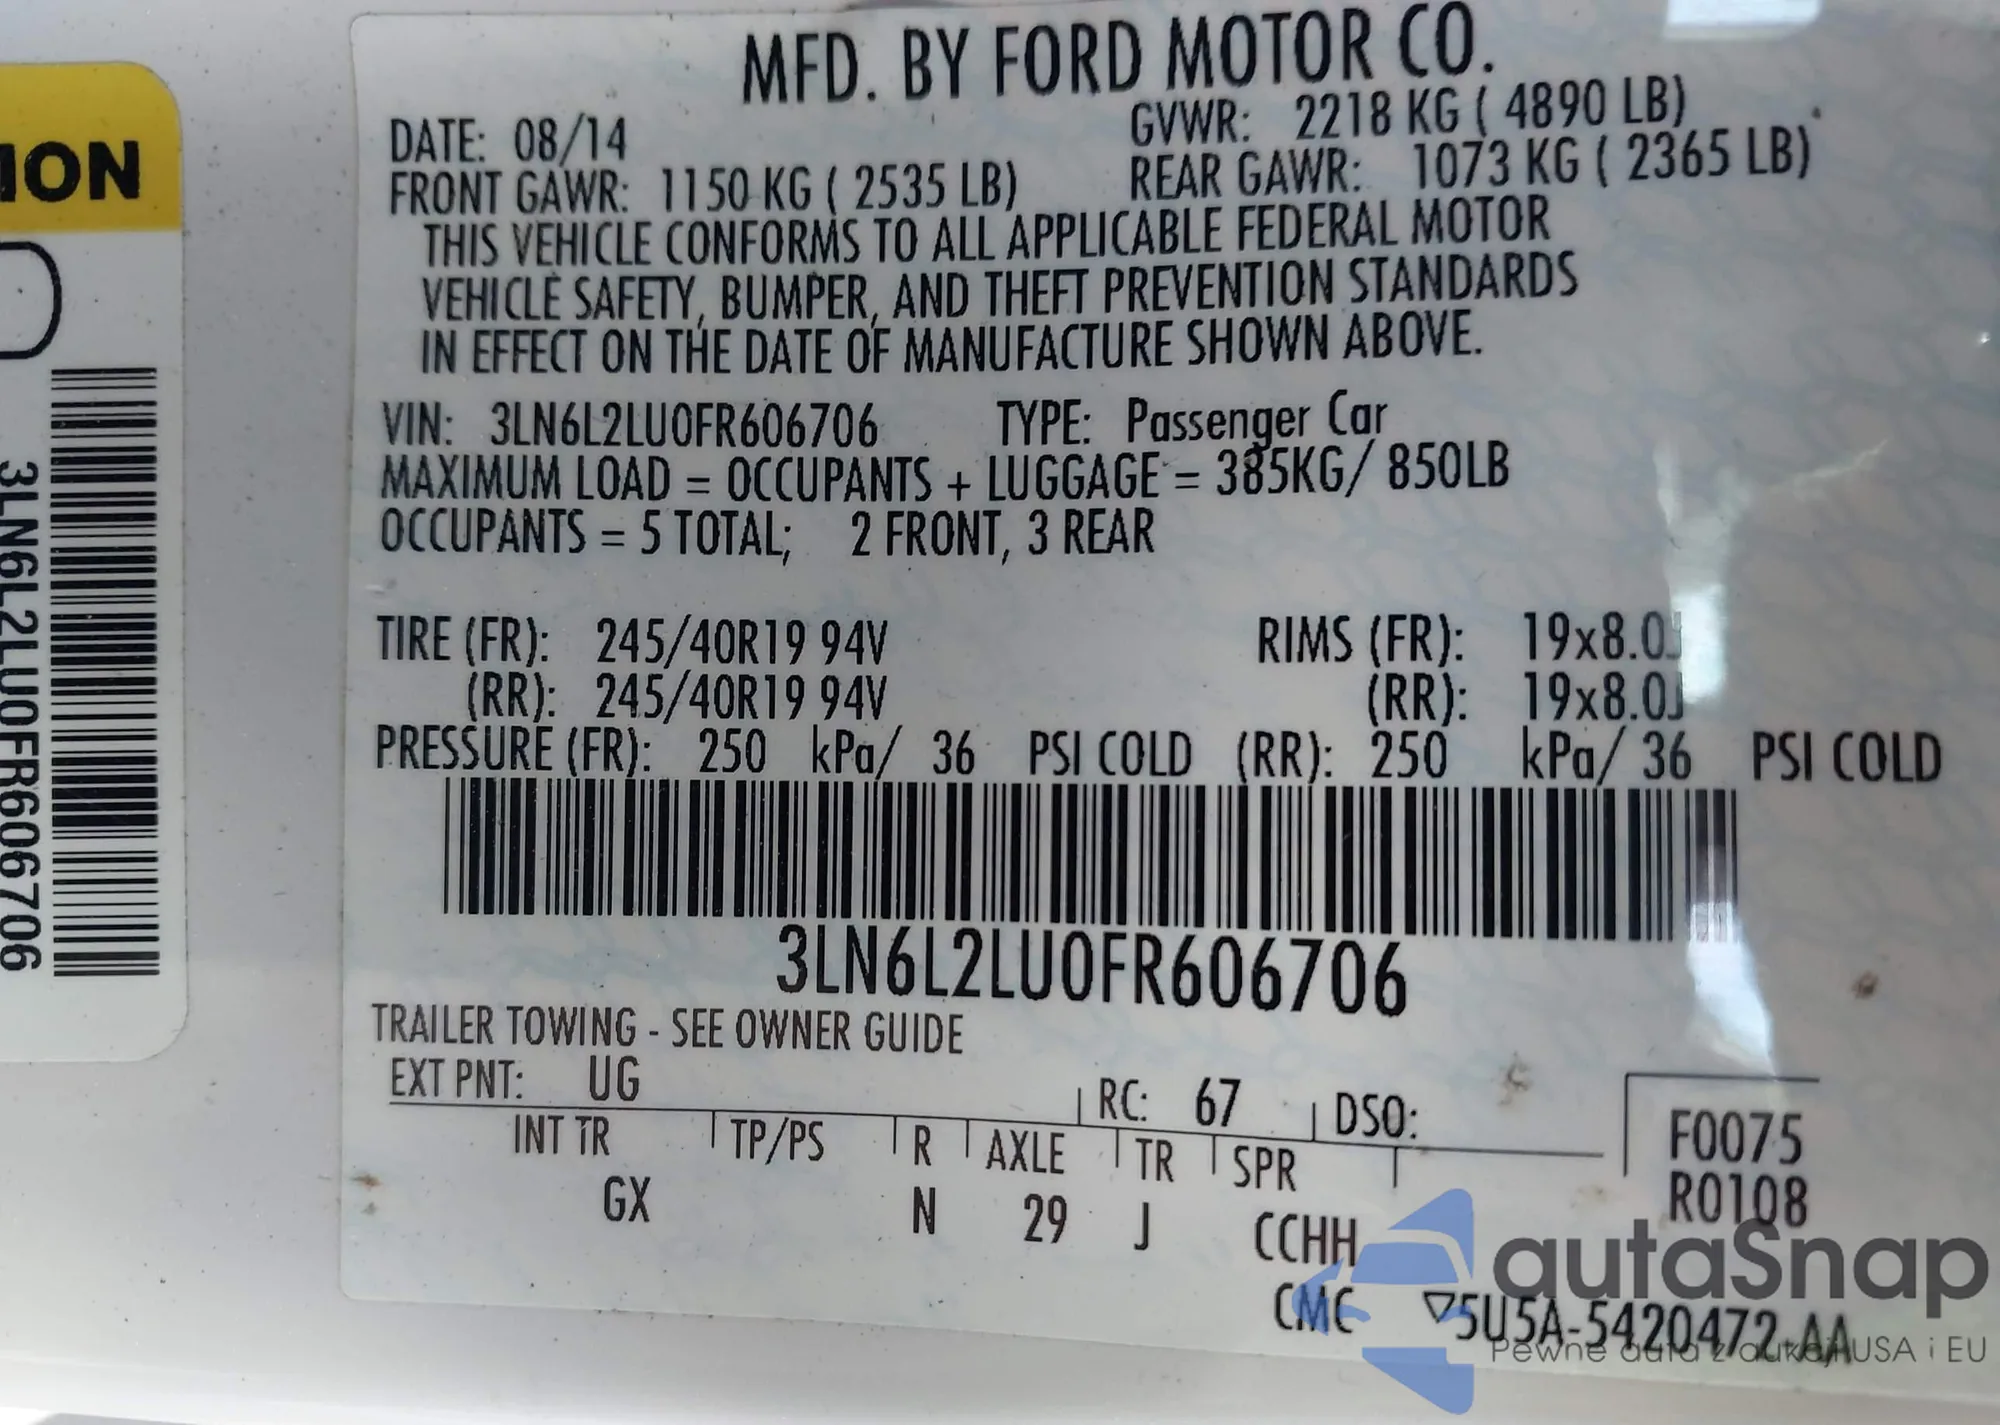 MFD. BY FORD MOTOR CO.
DATE: 08/14 GVWR: 2218 KG ( 4890 LB)
FRONT GAWR: 1150 KG ( 2535 LB) REAR GAWR: 1073 KG ( 2365 LB)
THIS VEHICLE CONFORMS TO ALL APPLICABLE FEDERAL MOTOR
VEHICLE SAFETY, BUMPER, AND THEFT PREVENTION STANDARDS
IN EFFECT ON THE DATE OF MANUFACTURE SHOWN ABOVE.
VIN: 3LN6L2LU0FR606706 TYPE: Passenger Car
MAXIMUM LOAD = OCCUPANTS + LUGGAGE = 385KG/ 850LB
OCCUPANTS = 5 TOTAL; 2 FRONT, 3 REAR
TIRE (FR): 245/40R19 94V RIMS (FR): 19x8.0J
(RR): 245/40R19 94V (RR): 19x8.0J
PRESSURE (FR): 250 kPa/ 36 PSI COLD (RR): 250 kPa/ 36 PSI COLD
3LN6L2LU0FR606706
TRAILER TOWING - SEE OWNER GUIDE
EXT PNT: UG RC: 67 DSO:
INT TR TP/PS R AXLE TR SPR
GX N 29 J CCHH
CMC
F0075
R0108
▽5U5A-5420472-AA
ION
3LN6L2LU0FR606706
autaSnap
Pewne auta z aukcji USA i EU